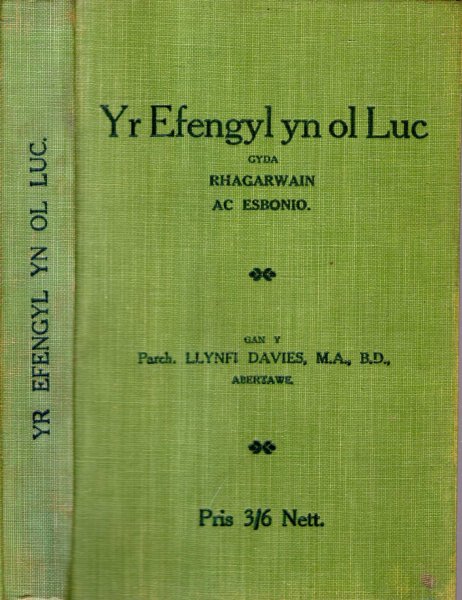 YR EFENGYL YN OL LUC.
Yr Efengyl yn ol Luc
GYDA
RHAGARWAIN
AC ESBONIO.
GAN Y
Parch. LLYNFI DAVIES, M.A., B.D.,
ABERTAWE.
Pris 3/6 Nett.